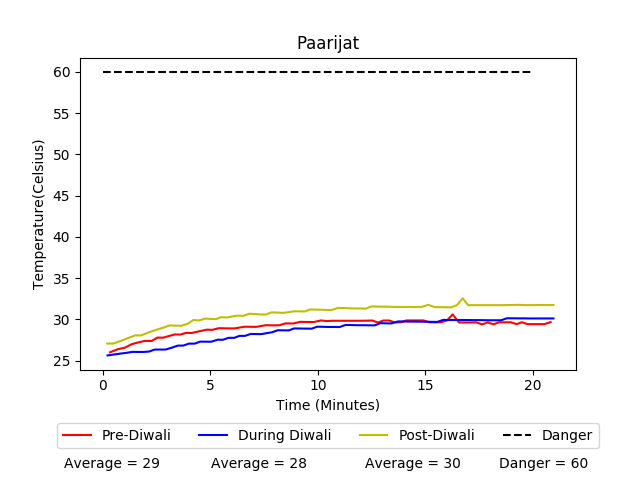 Paarijat
60
55
50
45
40
35
30
25
Temperature(Celsius)
0 5 10 15 20
Time (Minutes)
Pre-Diwali During Diwali Post-Diwali Danger
Average = 29 Average = 28 Average = 30 Danger = 60